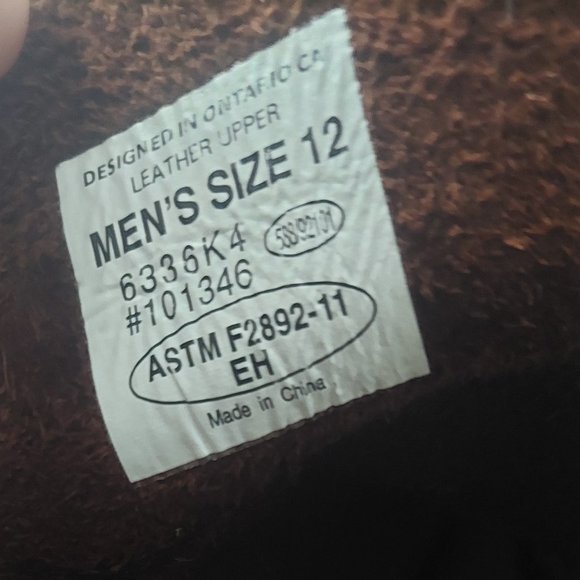 DESIGNED IN ONTARIO CA
LEATHER UPPER
MEN'S SIZE 12
6336K4
#101346
ASTM F2892-11
EH
Made in China